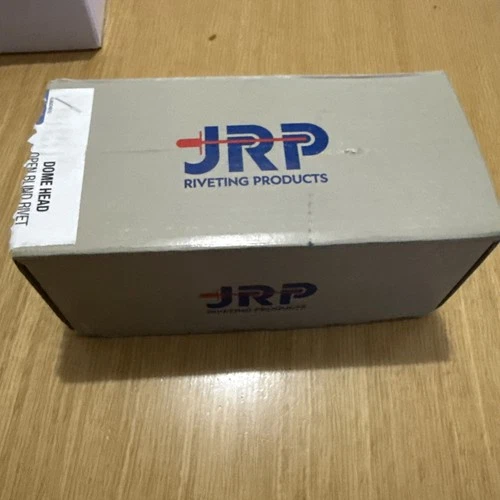 JRP
RIVETING PRODUCTS
DOME HEAD
OPEN BLIND RIVET
JRP
RIVETING PRODUCTS